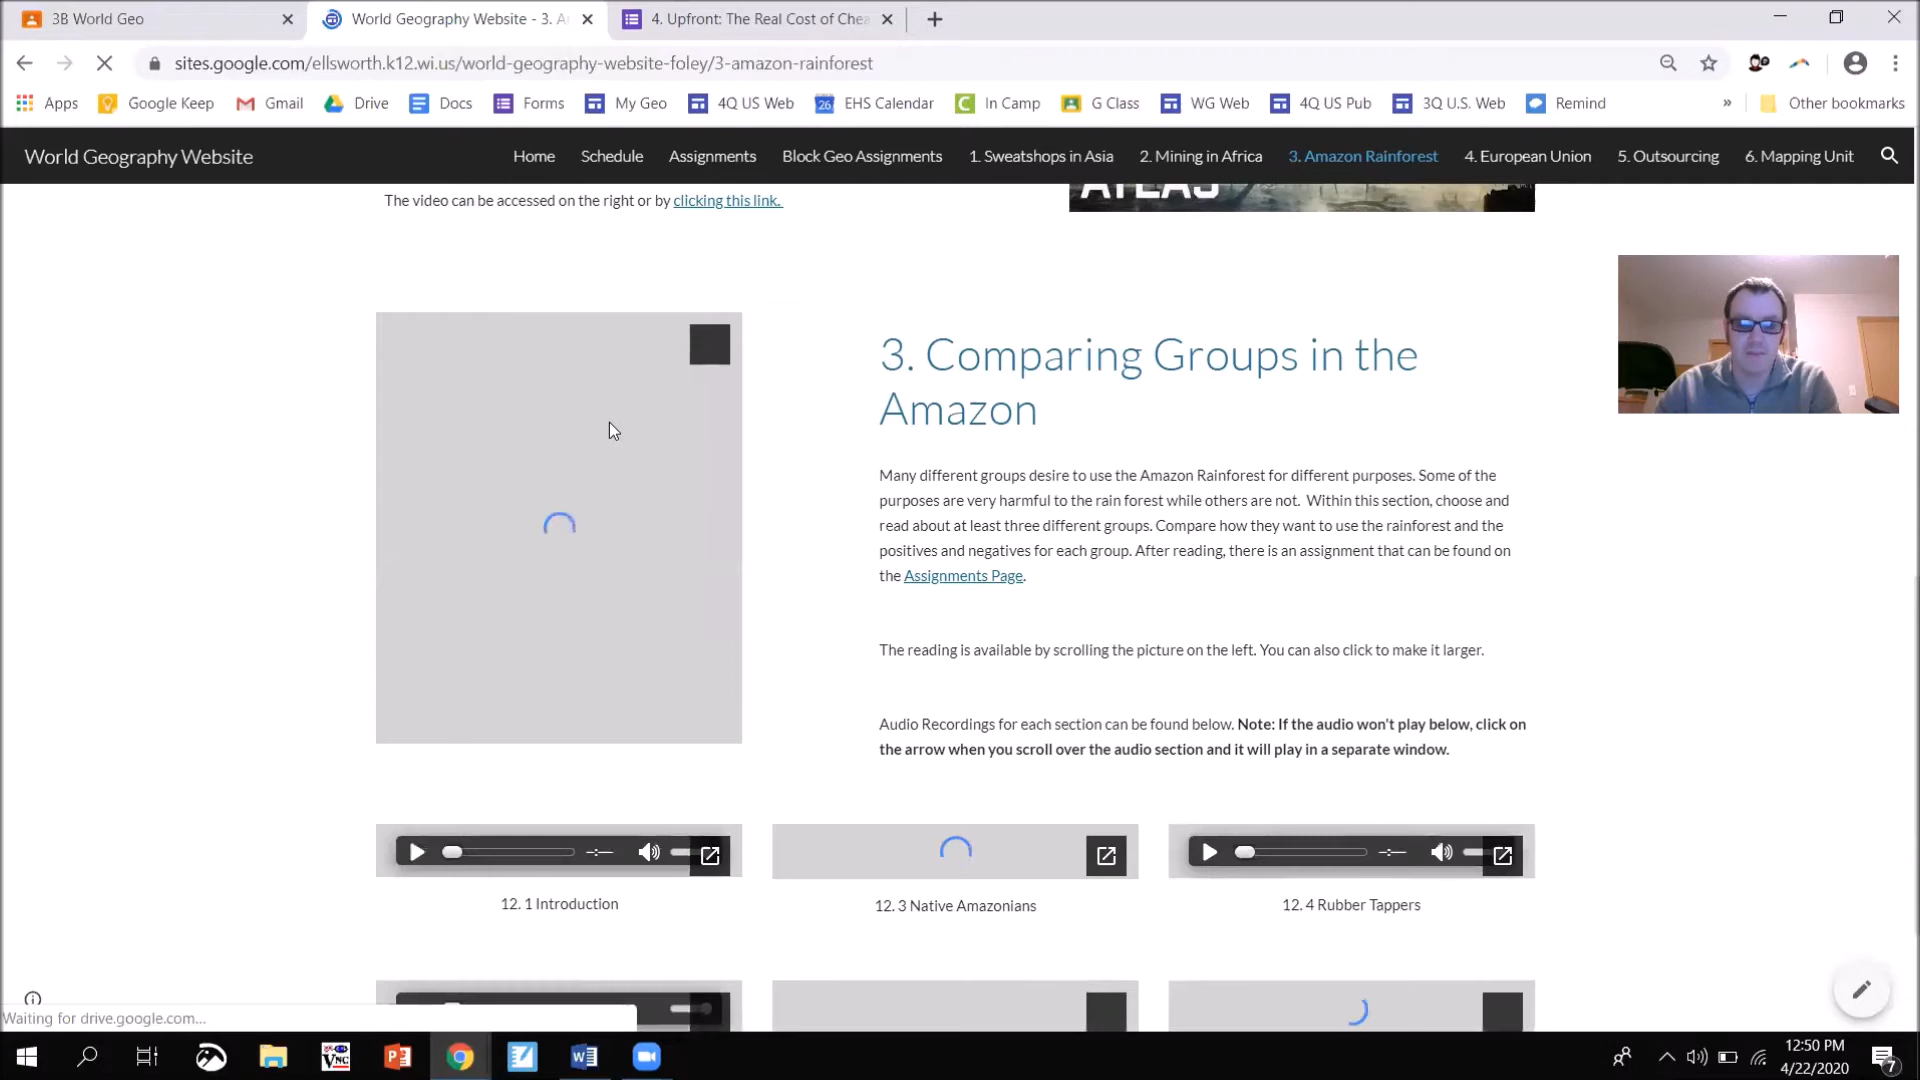 3B World Geo
World Geography Website - 3. A
4. Upfront: The Real Cost of Chea
sites.google.com/ellsworth.k12.wi.us/world-geography-website-foley/3-amazon-rainforest
Apps
Google Keep
Gmail
Drive
Docs
Forms
My Geo
4Q US Web
26
EHS Calendar
In Camp
G Class
WG Web
4Q US Pub
3Q U.S. Web
Remind
»
Other bookmarks
World Geography Website
Home
Schedule
Assignments
Block Geo Assignments
1. Sweatshops in Asia
2. Mining in Africa
3. Amazon Rainforest
4. European Union
5. Outsourcing
6. Mapping Unit
The video can be accessed on the right or by clicking this link.
ATLAS
3. Comparing Groups in the
Amazon
Many different groups desire to use the Amazon Rainforest for different purposes. Some of the
purposes are very harmful to the rain forest while others are not. Within this section, choose and
read about at least three different groups. Compare how they want to use the rainforest and the
positives and negatives for each group. After reading, there is an assignment that can be found on
the Assignments Page.
The reading is available by scrolling the picture on the left. You can also click to make it larger.
Audio Recordings for each section can be found below. Note: If the audio won't play below, click on
the arrow when you scroll over the audio section and it will play in a separate window.
-:--
-:--
12. 1 Introduction
12. 3 Native Amazonians
12. 4 Rubber Tappers
Waiting for drive.google.com...
VNC
12:50 PM
4/22/2020
7